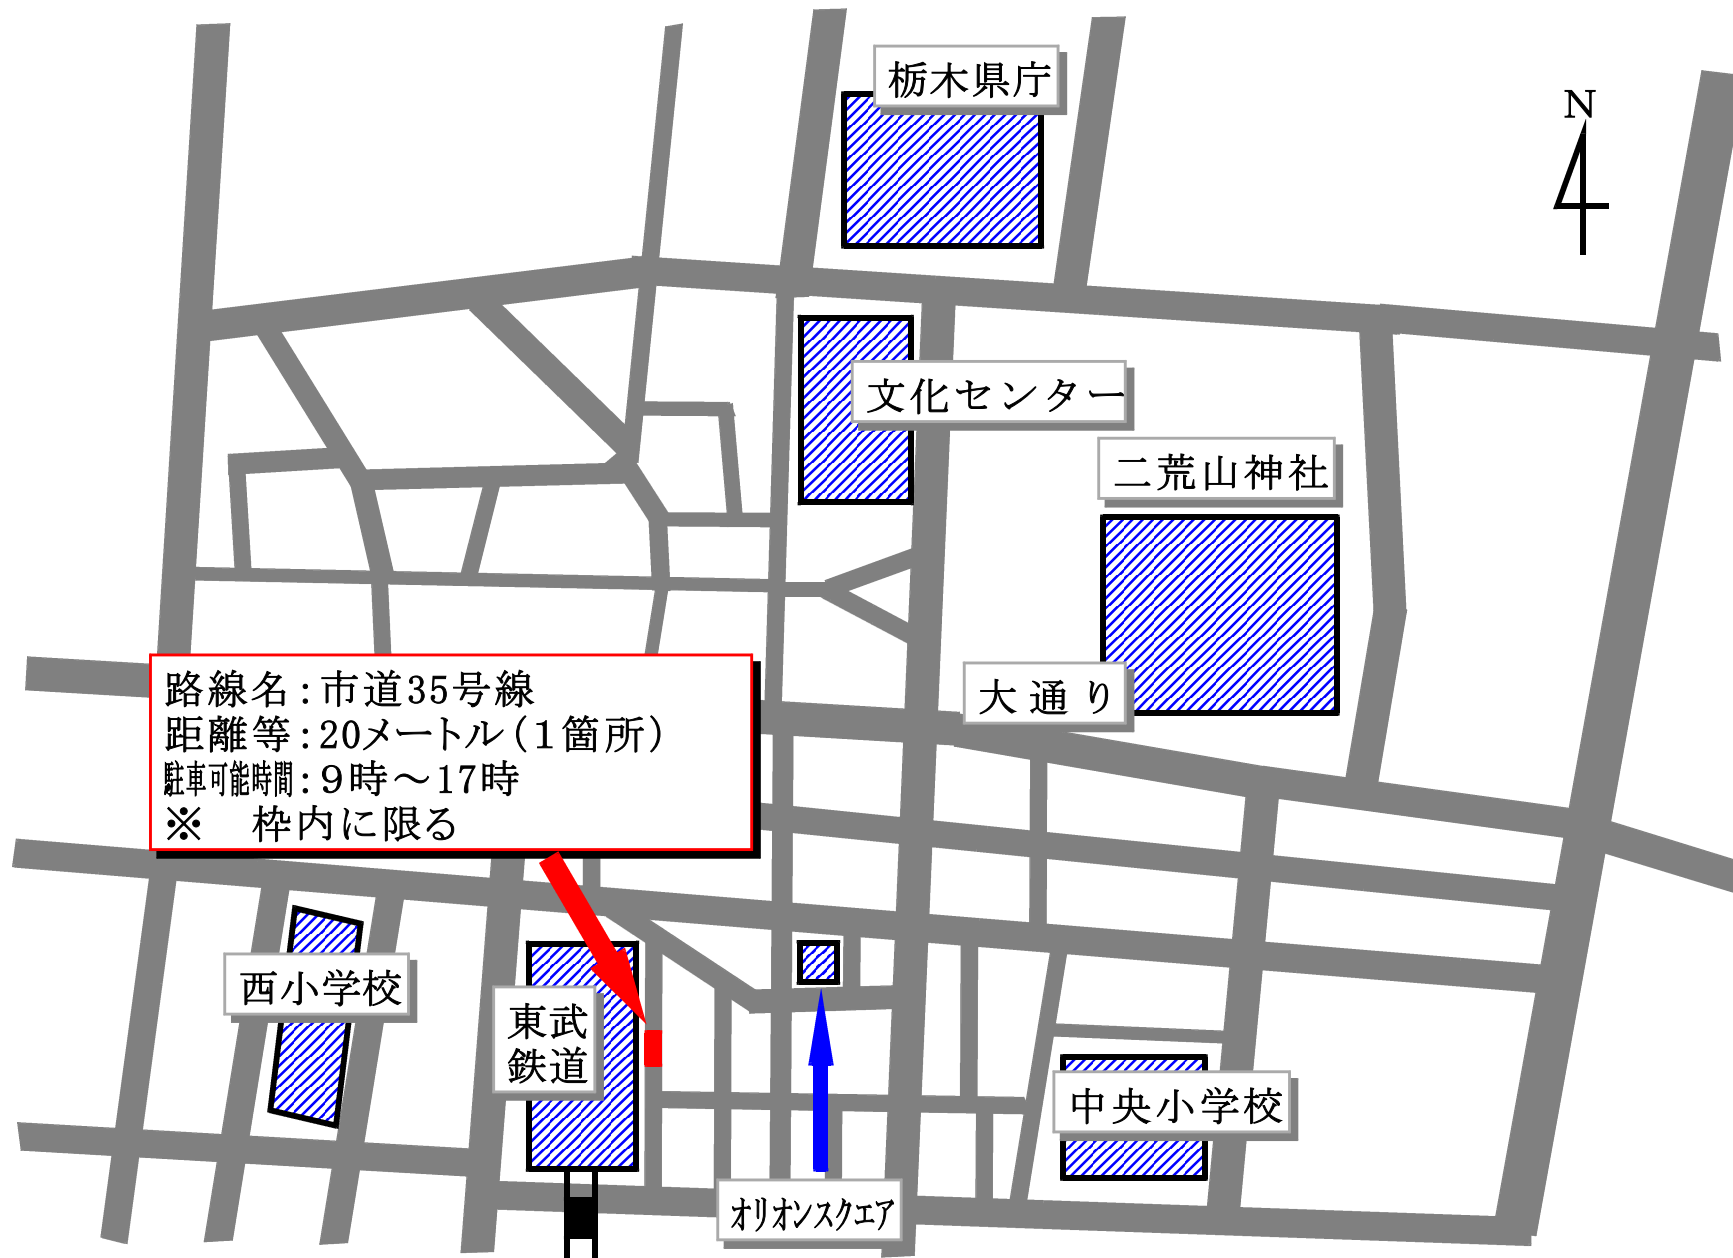 栃木県庁
N
文化センター
二荒山神社
大通り
路線名：市道35号線
距離等：20メートル（１箇所）
駐車可能時間：９時～17時
※　枠内に限る
西小学校
東武
鉄道
中央小学校
オリオンスクエア